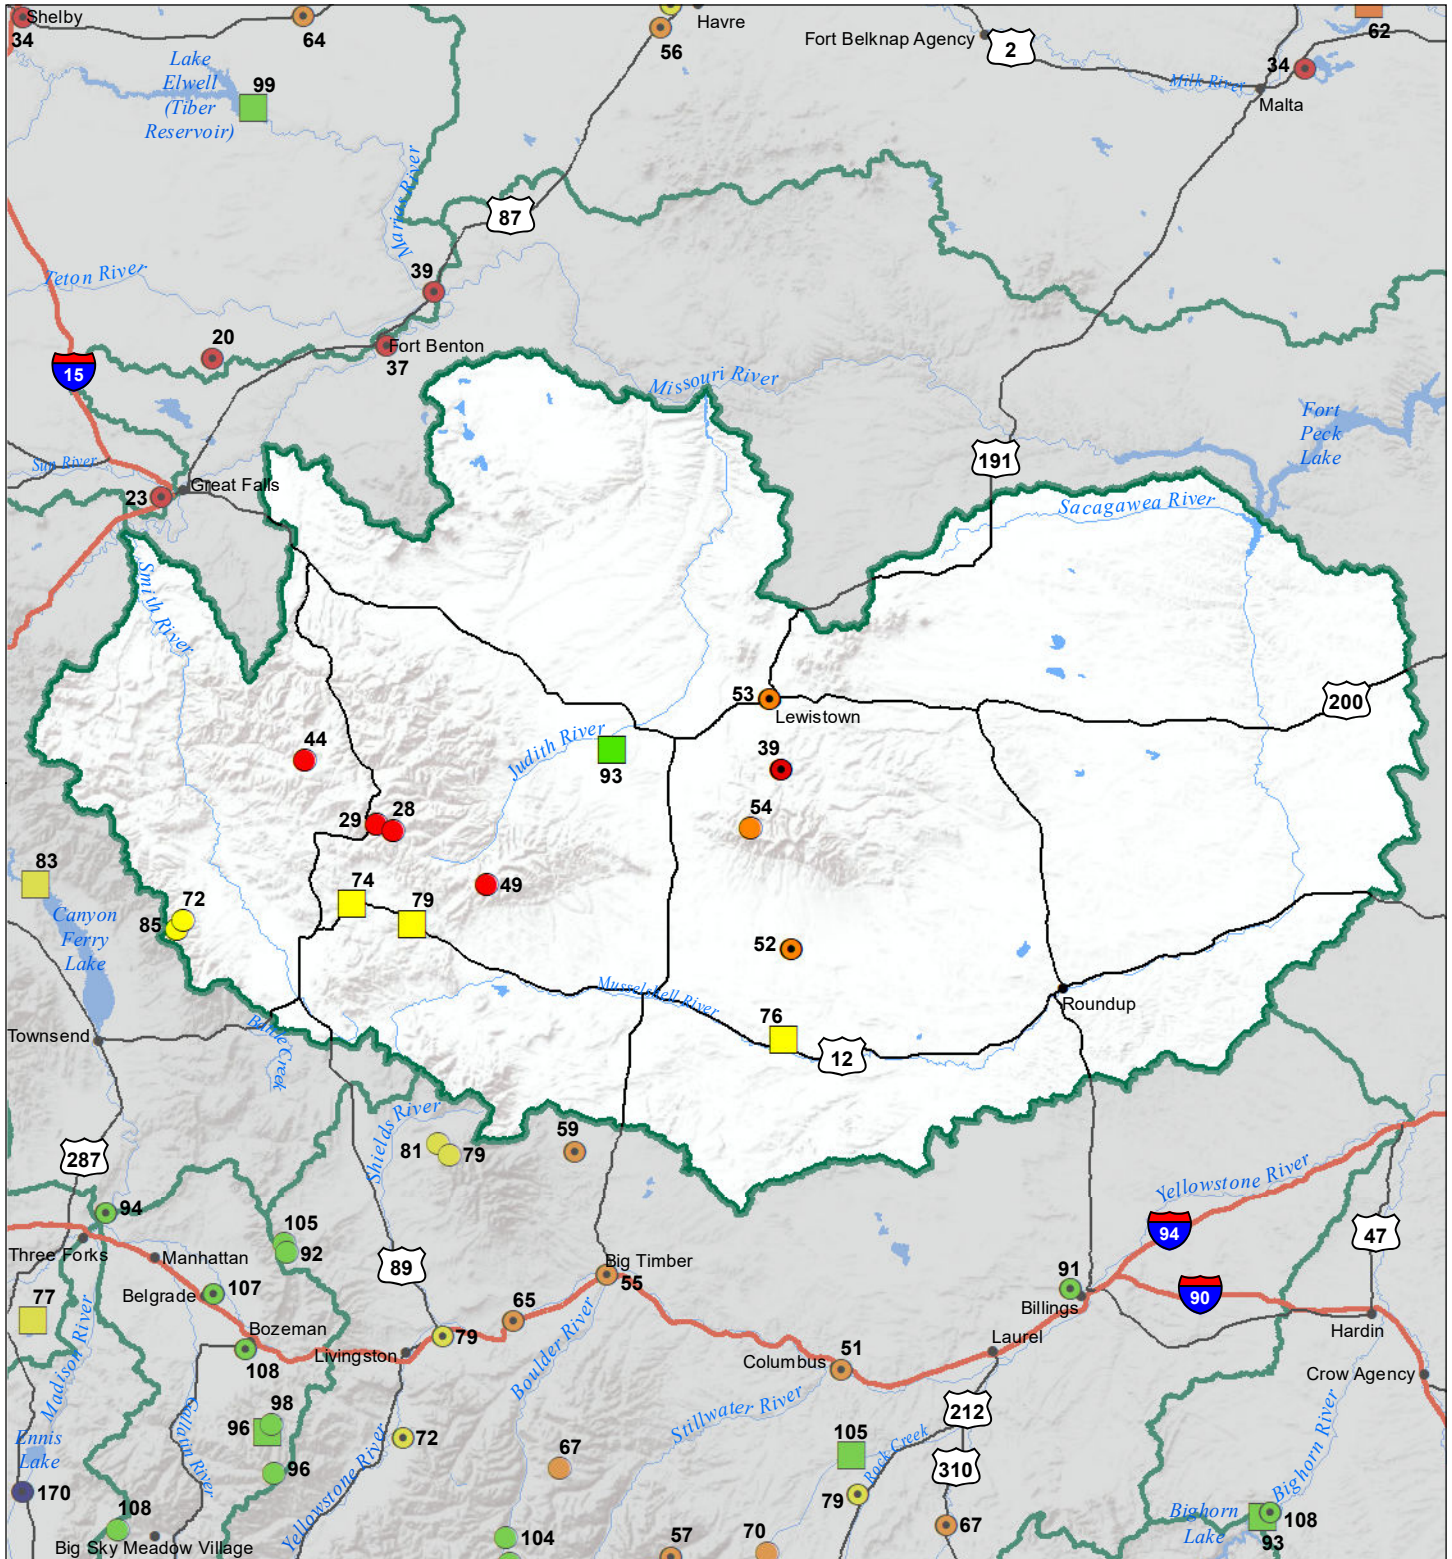 Shelby
34
64
Havre
56
Fort Belknap Agency
2
62
34
Milk River
Malta
Lake
Elwell
(Tiber
Reservoir)
99
Marias River
87
Teton River
39
20
Fort Benton
37
15
Missouri River
Fort
Peck
Lake
191
Sun River
Great Falls
23
Sacagawea River
Smith River
200
53
Lewistown
44
Judith River
93
39
29
28
54
83
72
85
74
79
49
Canyon
Ferry
Lake
52
Musselshell River
Roundup
76
12
Townsend
Battle Creek
Shields River
81
79
59
287
94
105
92
Yellowstone River
94
47
Three Forks
Manhattan
89
Big Timber
55
91
90
Billings
107
Belgrade
77
65
Bozeman
79
Livingston
108
Madison River
Boulder River
51
Columbus
Laurel
Hardin
Crow Agency
98
96
Gallatin River
72
Stillwater River
212
105
Rock Creek
Ennis
Lake
96
67
310
Bighorn River
170
Yellowstone River
79
67
Bighorn
Lake
108
93
108
Big Sky Meadow Village
104
57
70